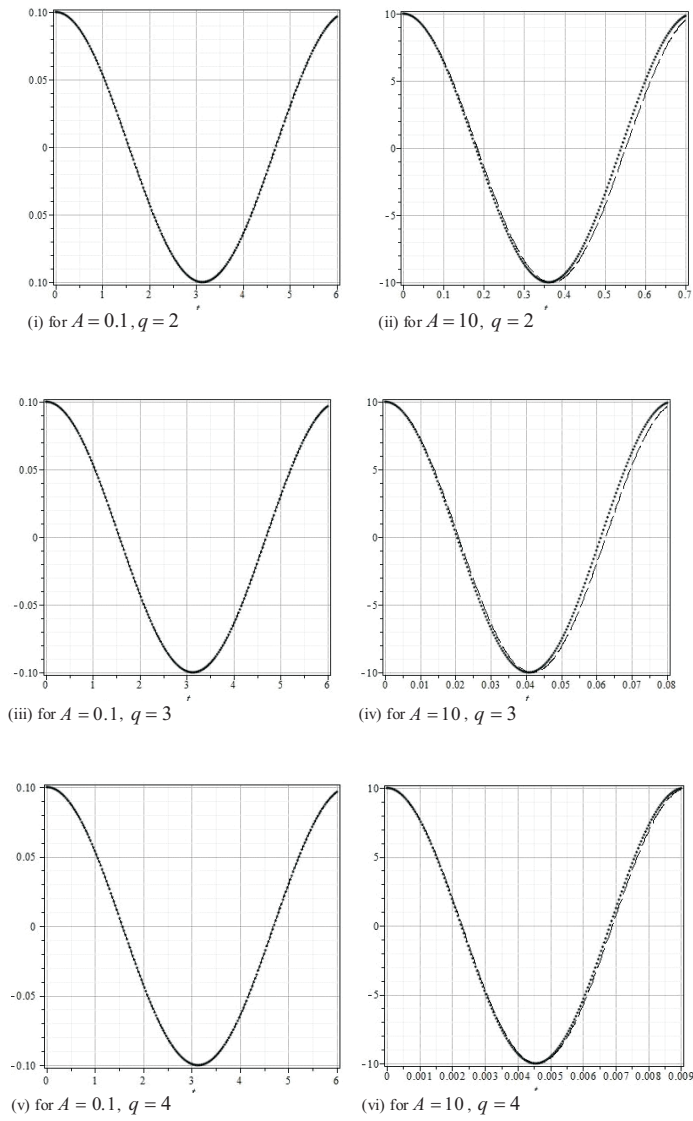 0.10
0.05
0
0.05
0.10
0 1 2 3 4 5 6
t
(i) for A = 0.1, q = 2
10
5
0
-5
-10
0 0.1 0.2 0.3 0.4 0.5 0.6 0.7
t
(ii) for A = 10, q = 2
0.10
0.05
0
-0.05
-0.10
0 1 2 3 4 5 6
t
(iii) for A = 0.1, q = 3
10
5
0
-5
-10
0 0.01 0.02 0.03 0.04 0.05 0.06 0.07 0.08
t
(iv) for A = 10, q = 3
0.10
0.05
0
-0.05
-0.10
0 1 2 3 4 5 6
t
(v) for A = 0.1, q = 4
10
5
0
-5
-10
0 0.001 0.002 0.003 0.004 0.005 0.006 0.007 0.008 0.009
t
(vi) for A = 10, q = 4